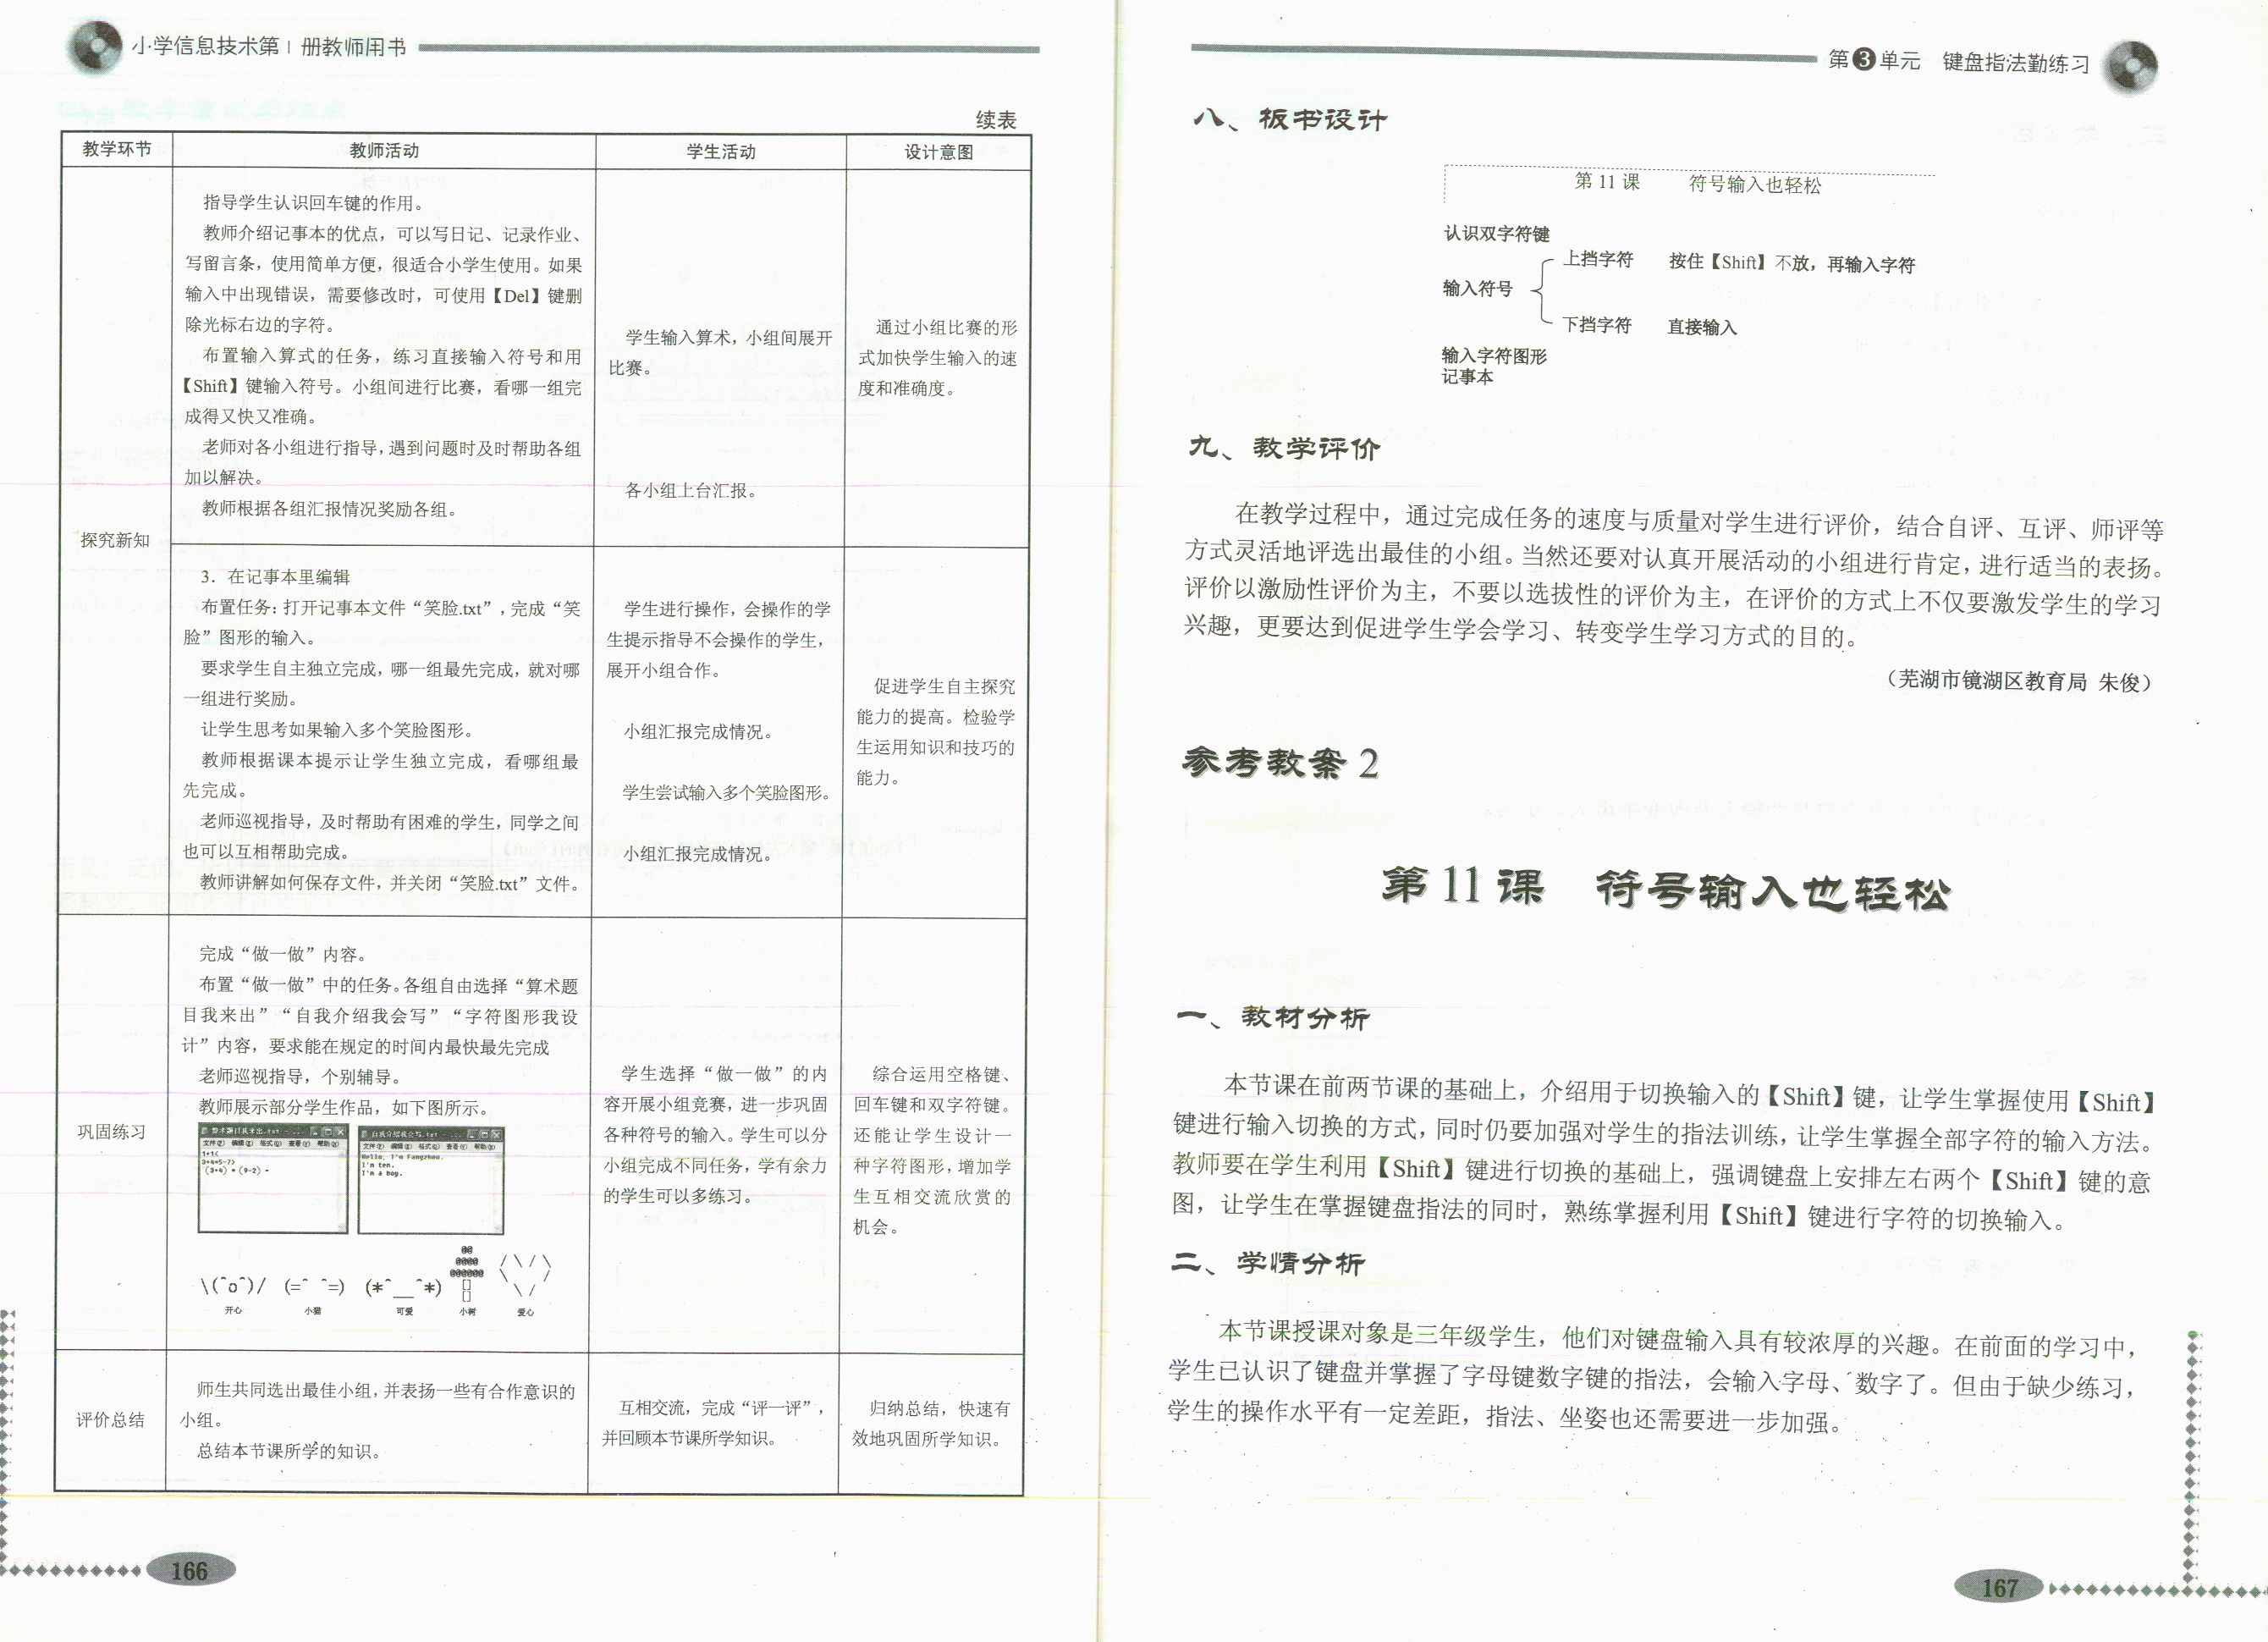 小学信息技术第1册教师用书
续表
教学环节 教师活动 学生活动 设计意图
探究新知
指导学生认识回车键的作用。
教师介绍记事本的优点，可以写日记、记录作业、
写留言条，使用简单方便，很适合小学生使用。如果
输入中出现错误，需要修改时，可使用【Del】键删
除光标右边的字符。
布置输入算式的任务，练习直接输入符号和用
【Shift】键输入符号。小组间进行比赛，看哪一组完
成得又快又准确。
老师对各小组进行指导，遇到问题时及时帮助各组
加以解决。
教师根据各组汇报情况奖励各组。
学生输入算术，小组间展开
比赛。
各小组上台汇报。
通过小组比赛的形
式加快学生输入的速
度和准确度。
3．在记事本里编辑
布置任务：打开记事本文件“笑脸.txt”，完成“笑
脸”图形的输入。
要求学生自主独立完成，哪一组最先完成，就对哪
一组进行奖励。
让学生思考如果输入多个笑脸图形。
教师根据课本提示让学生独立完成，看哪组最
先完成。
老师巡视指导，及时帮助有困难的学生，同学之间
也可以互相帮助完成。
教师讲解如何保存文件，并关闭“笑脸.txt”文件。
学生进行操作，会操作的学
生提示指导不会操作的学生，
展开小组合作。
小组汇报完成情况。
学生尝试输入多个笑脸图形。
小组汇报完成情况。
促进学生自主探究
能力的提高。检验学
生运用知识和技巧的
能力。
巩固练习
完成“做一做”内容。
布置“做一做”中的任务。各组自由选择“算术题
目我来出”“自我介绍我会写”“字符图形我设
计”内容，要求能在规定的时间内最快最先完成
老师巡视指导，个别辅导。
教师展示部分学生作品，如下图所示。
算术题目我来出.txt - ...
文件(F) 编辑(E) 格式(O) 查看(V) 帮助(H)
1+1<
3+4+5-7>
(3+4) = (9-2) =
自我介绍我会写.txt - ...
文件(F) 编辑(E) 格式(O) 查看(V) 帮助(H)
Hello, I'm Fangzhou.
I'm ten.
I'm a boy.
\(^o^)/ (=^ ^=) (*^__^*)
@@
@@@@
@@@@@@
[]
[]
/ \ / \
\ /
\ /
开心 小猫 可爱 小树 爱心
学生选择“做一做”的内
容开展小组竞赛，进一步巩固
各种符号的输入。学生可以分
小组完成不同任务，学有余力
的学生可以多练习。
综合运用空格键、
回车键和双字符键。
还能让学生设计一
种字符图形，增加学
生互相交流欣赏的
机会。
评价总结
师生共同选出最佳小组，并表扬一些有合作意识的
小组。
总结本节课所学的知识。
互相交流，完成“评一评”，
并回顾本节课所学知识。
归纳总结，快速有
效地巩固所学知识。
166
第3单元 键盘指法勤练习
八、板书设计
第 11 课 符号输入也轻松
认识双字符键
上挡字符 按住【Shift】不放，再输入字符
输入符号
下挡字符 直接输入
输入字符图形
记事本
九、教学评价
在教学过程中，通过完成任务的速度与质量对学生进行评价，结合自评、互评、师评等
方式灵活地评选出最佳的小组。当然还要对认真开展活动的小组进行肯定，进行适当的表扬。
评价以激励性评价为主，不要以选拔性的评价为主，在评价的方式上不仅要激发学生的学习
兴趣，更要达到促进学生学会学习、转变学生学习方式的目的。
（芜湖市镜湖区教育局 朱俊）
参考教案 2
第 11 课 符号输入也轻松
一、教材分析
本节课在前两节课的基础上，介绍用于切换输入的【Shift】键，让学生掌握使用【Shift】
键进行输入切换的方式，同时仍要加强对学生的指法训练，让学生掌握全部字符的输入方法。
教师要在学生利用【Shift】键进行切换的基础上，强调键盘上安排左右两个【Shift】键的意
图，让学生在掌握键盘指法的同时，熟练掌握利用【Shift】键进行字符的切换输入。
二、学情分析
本节课授课对象是三年级学生，他们对键盘输入具有较浓厚的兴趣。在前面的学习中，
学生已认识了键盘并掌握了字母键数字键的指法，会输入字母、数字了。但由于缺少练习，
学生的操作水平有一定差距，指法、坐姿也还需要进一步加强。
167